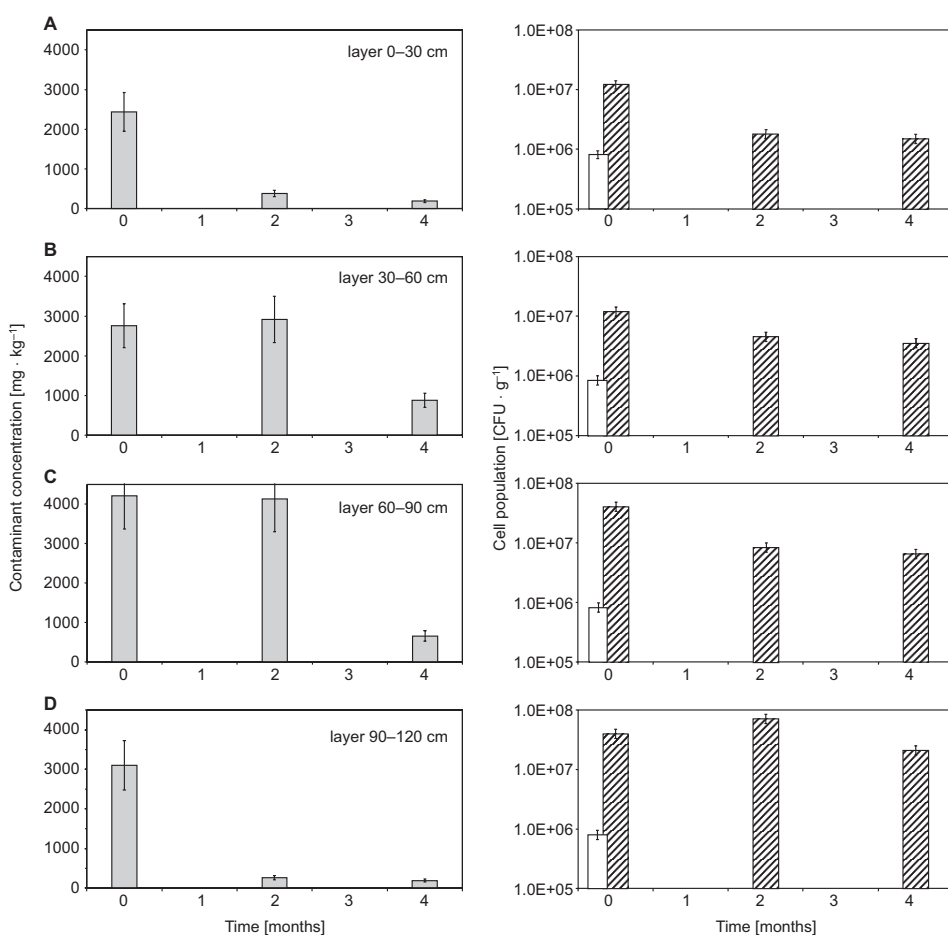 A
layer 0–30 cm
4000
3000
2000
1000
0
0 1 2 3 4
1.0E+08
1.0E+07
1.0E+06
1.0E+05
0 1 2 3 4
B
layer 30–60 cm
4000
3000
2000
1000
0
0 1 2 3 4
1.0E+08
1.0E+07
1.0E+06
1.0E+05
0 1 2 3 4
Contaminant concentration [mg · kg⁻¹]
Cell population [CFU · g⁻¹]
C
layer 60–90 cm
4000
3000
2000
1000
0
0 1 2 3 4
1.0E+08
1.0E+07
1.0E+06
1.0E+05
0 1 2 3 4
D
layer 90–120 cm
4000
3000
2000
1000
0
0 1 2 3 4
Time [months]
1.0E+08
1.0E+07
1.0E+06
1.0E+05
0 1 2 3 4
Time [months]